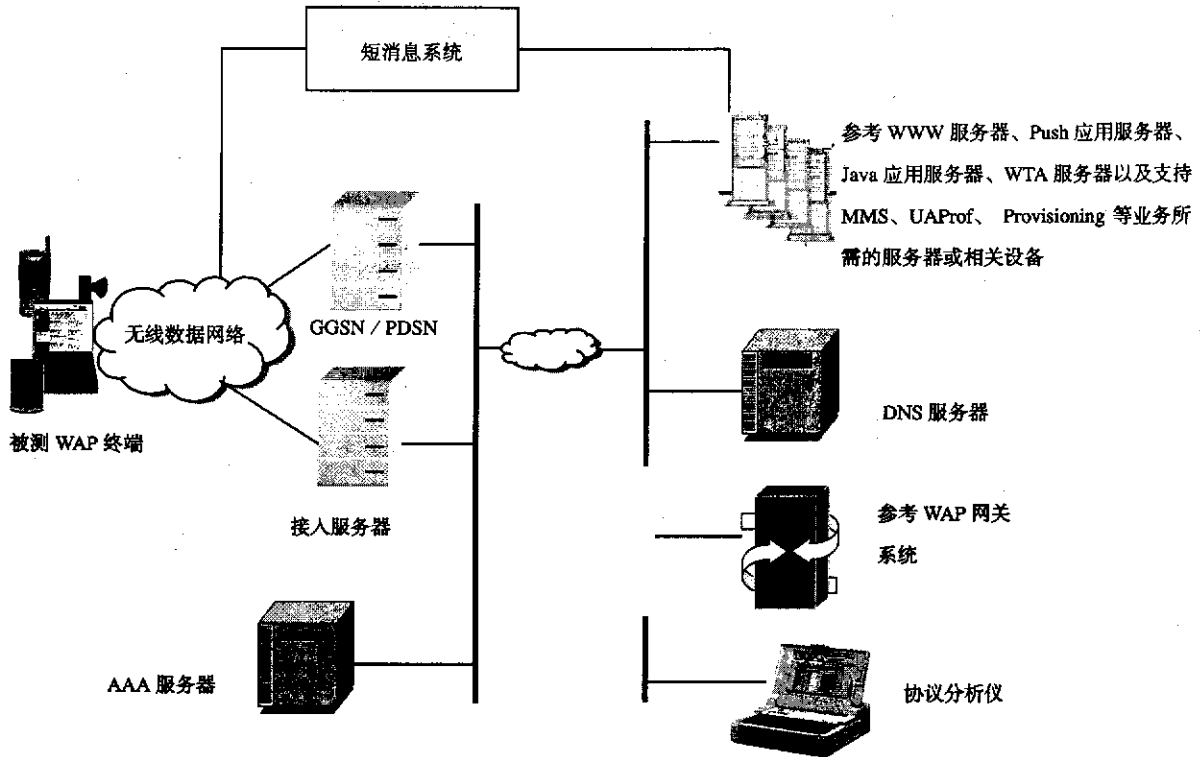 短消息系统
参考 WWW 服务器、Push 应用服务器、
Java 应用服务器、WTA 服务器以及支持
MMS、UAProf、 Provisioning 等业务所
需的服务器或相关设备
GGSN / PDSN
无线数据网络
被测 WAP 终端
DNS 服务器
接入服务器
参考 WAP 网关
系统
AAA 服务器
协议分析仪